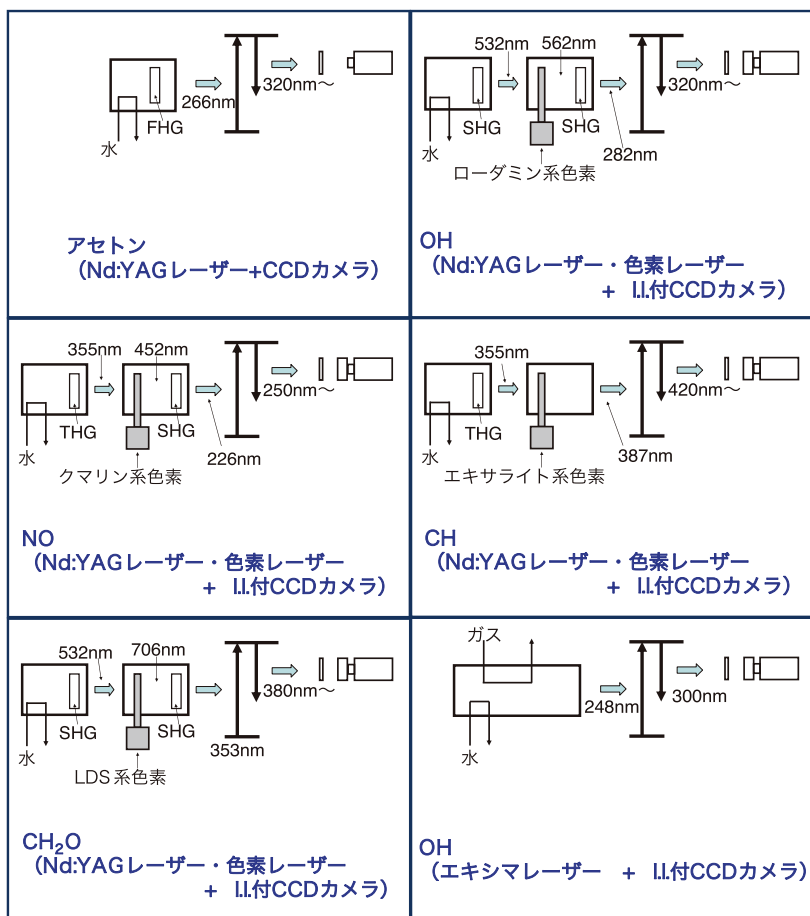 266nm
320nm～
FHG
水
アセトン
（Nd:YAGレーザー+CCDカメラ）
532nm
562nm
320nm～
SHG
SHG
水
282nm
ローダミン系色素
OH
（Nd:YAGレーザー・色素レーザー
+ I.I.付CCDカメラ）
355nm
452nm
250nm～
THG
SHG
水
226nm
クマリン系色素
NO
（Nd:YAGレーザー・色素レーザー
+ I.I.付CCDカメラ）
355nm
420nm～
THG
水
387nm
エキサライト系色素
CH
（Nd:YAGレーザー・色素レーザー
+ I.I.付CCDカメラ）
532nm
706nm
380nm～
SHG
SHG
水
353nm
LDS系色素
CH₂O
（Nd:YAGレーザー・色素レーザー
+ I.I.付CCDカメラ）
ガス
248nm
300nm～
水
OH
（エキシマレーザー + I.I.付CCDカメラ）